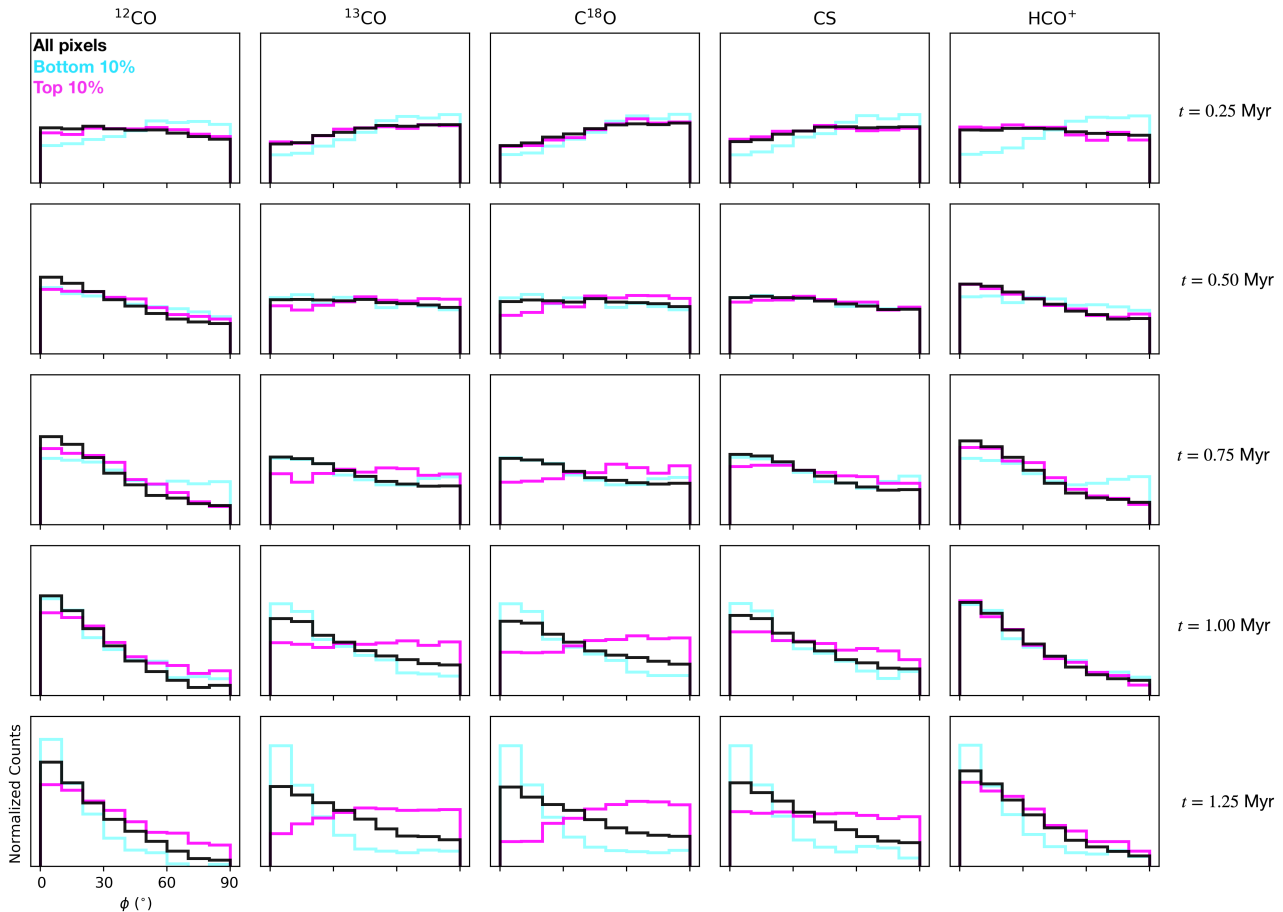 ¹²CO ¹³CO C¹⁸O CS HCO⁺
All pixels
Bottom 10%
Top 10%
t = 0.25 Myr
t = 0.50 Myr
t = 0.75 Myr
t = 1.00 Myr
t = 1.25 Myr
Normalized Counts
0 30 60 90
ϕ (°)